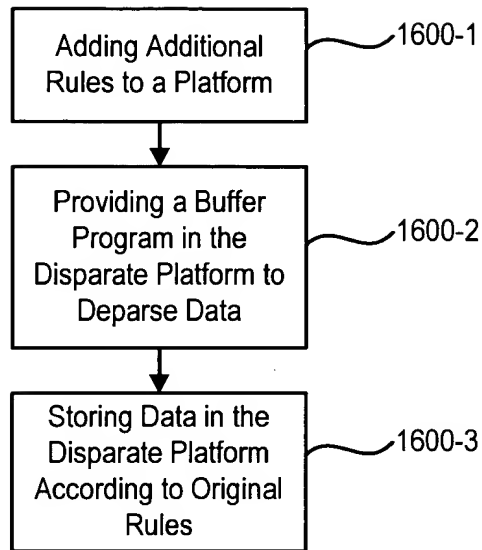 Adding Additional
Rules to a Platform
1600-1
Providing a Buffer
Program in the
Disparate Platform to
Deparse Data
1600-2
Storing Data in the
Disparate Platform
According to Original
Rules
1600-3